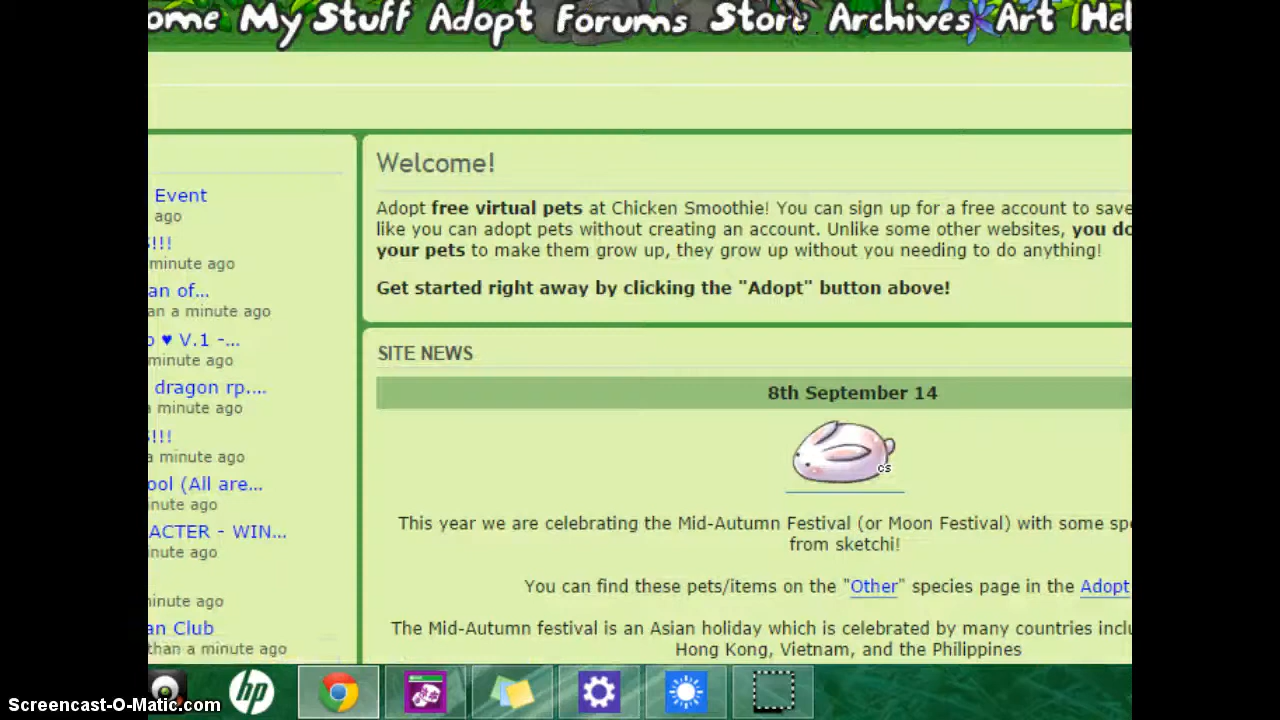 ome My Stuff Adopt Forums Store Archives Art Hel
Event
ago
S!!!
minute ago
an of...
an a minute ago
o ♥ V.1 -...
minute ago
dragon rp....
a minute ago
S!!!
a minute ago
ool (All are...
nute ago
ACTER - WIN...
nute ago
minute ago
an Club
than a minute ago
Welcome!
Adopt free virtual pets at Chicken Smoothie! You can sign up for a free account to save
like you can adopt pets without creating an account. Unlike some other websites, you do
your pets to make them grow up, they grow up without you needing to do anything!
Get started right away by clicking the "Adopt" button above!
SITE NEWS
8th September 14
cs
This year we are celebrating the Mid-Autumn Festival (or Moon Festival) with some spe
from sketchi!
You can find these pets/items on the "Other" species page in the Adopt
The Mid-Autumn festival is an Asian holiday which is celebrated by many countries inclu
Hong Kong, Vietnam, and the Philippines
hp
Screencast-O-Matic.com